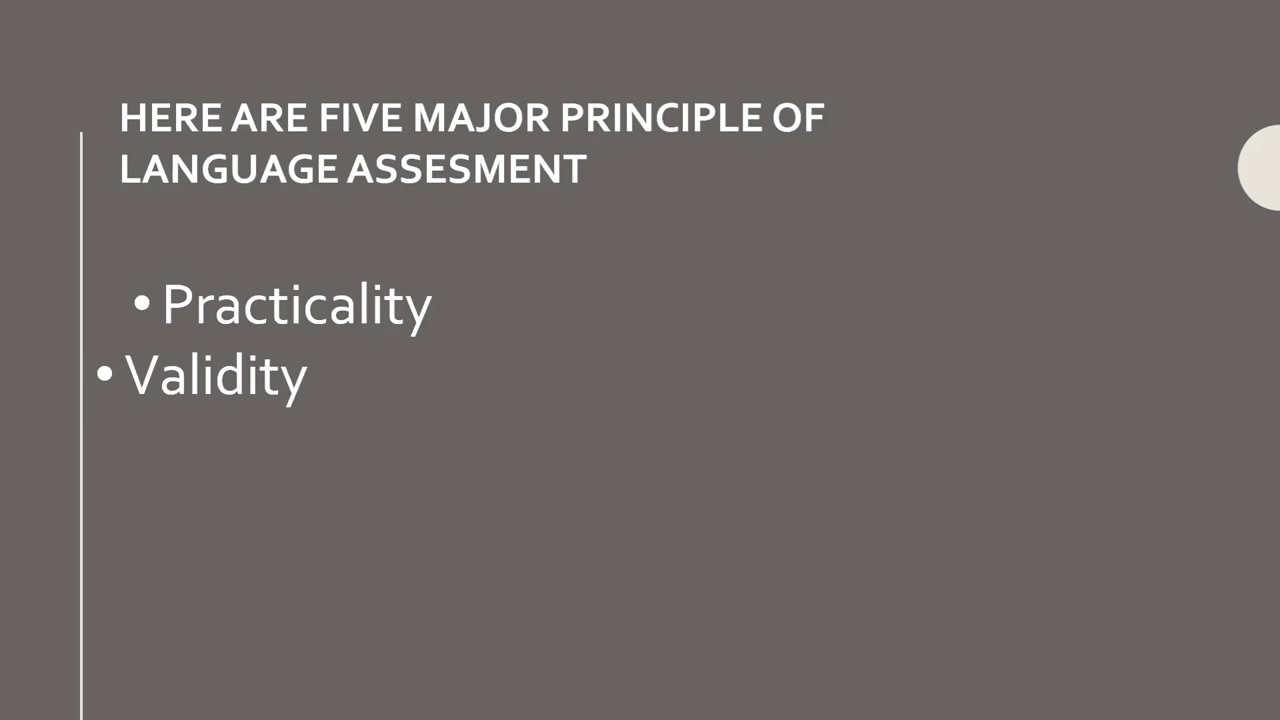 HERE ARE FIVE MAJOR PRINCIPLE OF
LANGUAGE ASSESMENT
• Practicality
• Validity